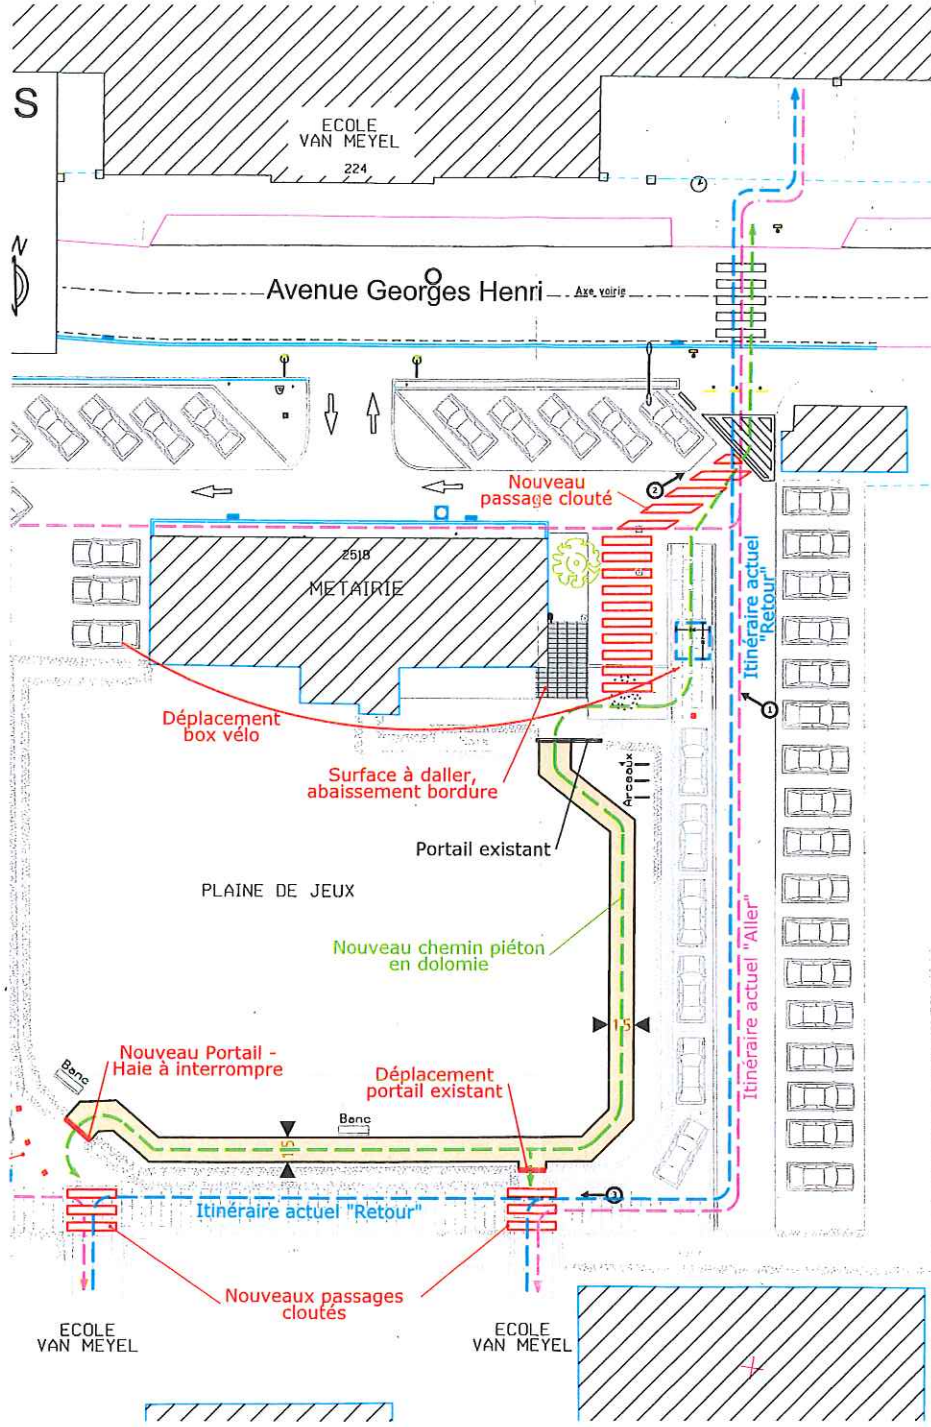 S
ECOLE
VAN MEYEL
224
N
Avenue Georges Henri
Axe voirie
Nouveau
passage clouté
2
2518
METAIRIE
Itinéraire actuel
"Retour"
1
Déplacement
box vélo
Surface à daller,
abaissement bordure
Arceaux
Portail existant
PLAINE DE JEUX
Nouveau chemin piéton
en dolomie
Itinéraire actuel "Aller"
1,5
Nouveau Portail -
Haie à interrompre
Banc
Déplacement
portail existant
Banc
1,5
3
Itinéraire actuel "Retour"
Nouveaux passages
cloutés
ECOLE
VAN MEYEL
ECOLE
VAN MEYEL